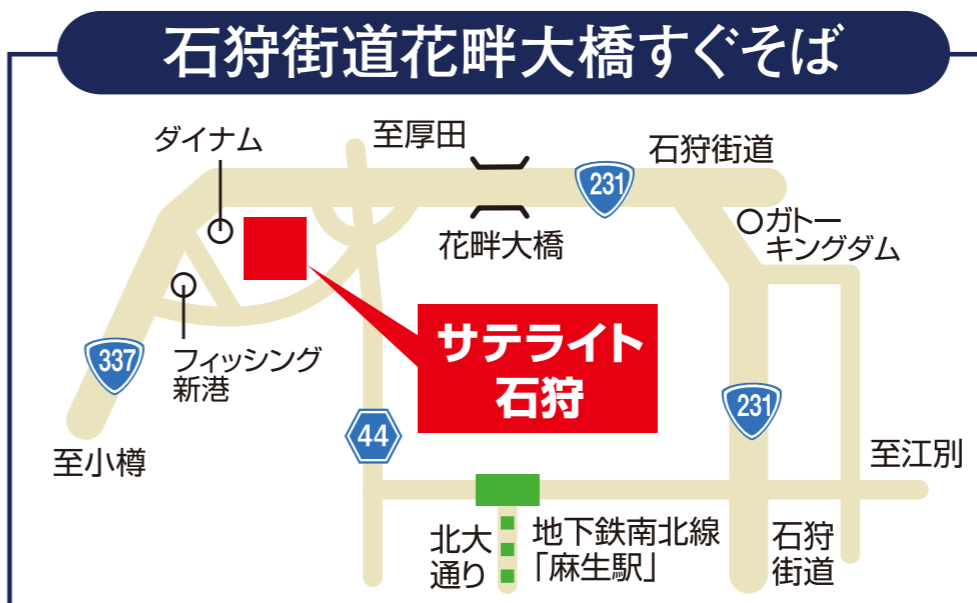 石狩街道花畔大橋すぐそば
ダイナム
至厚田
石狩街道
231
花畔大橋
ガトー
キングダム
サテライト
石狩
337
フィッシング
新港
44
231
至小樽
至江別
北大
通り
地下鉄南北線
「麻生駅」
石狩
街道